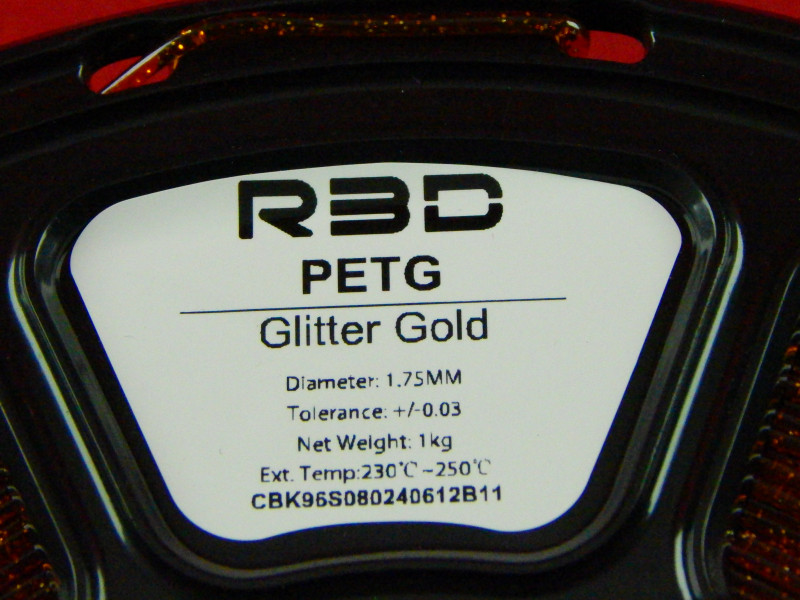 R3D
PETG
Glitter Gold
Diameter: 1.75MM
Tolerance: +/-0.03
Net Weight: 1kg
Ext. Temp:230℃~250℃
CBK96S080240612B11